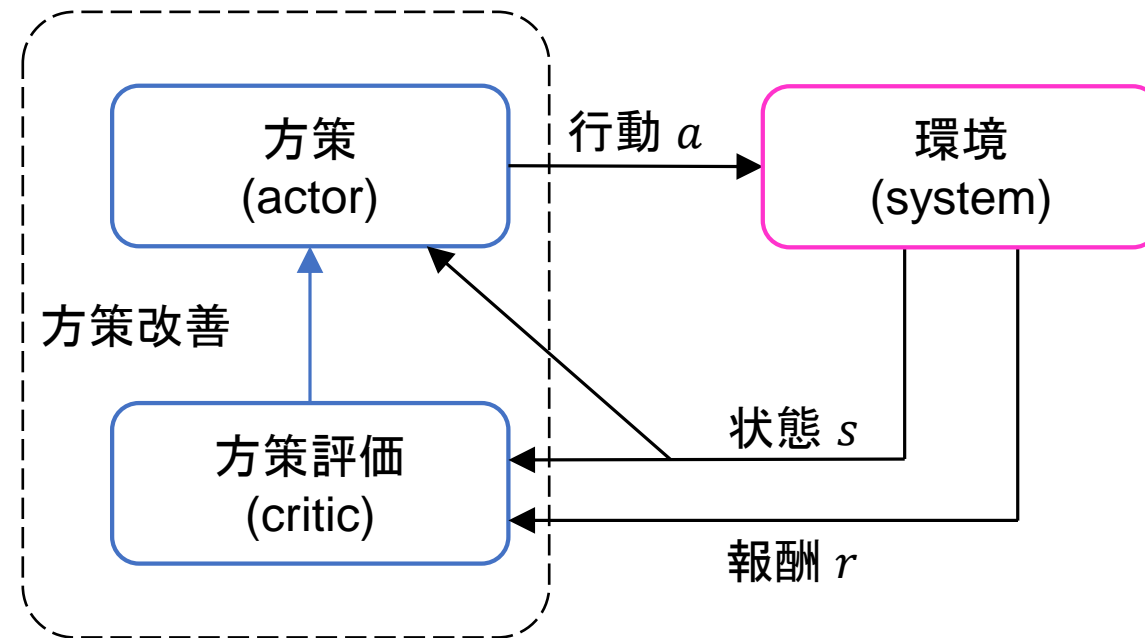 方策
(actor)
行動 a
環境
(system)
方策改善
方策評価
(critic)
状態 s
報酬 r